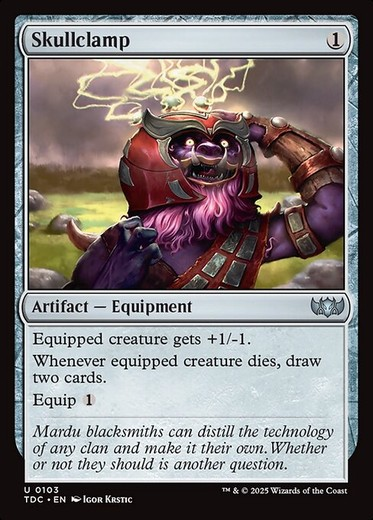 Skullclamp 1
Artifact — Equipment
Equipped creature gets +1/-1.
Whenever equipped creature dies, draw
two cards.
Equip 1
Mardu blacksmiths can distill the technology
of any clan and make it their own. Whether
or not they should is another question.
U 0103
TDC • EN Igor Krstic
™ & © 2025 Wizards of the Coast